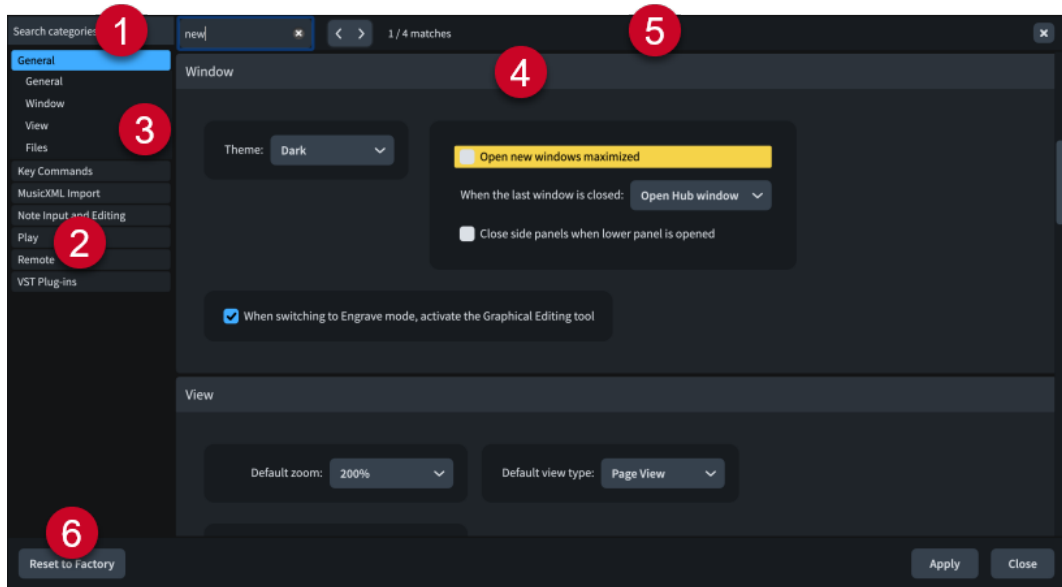 Search categories
1
new
1 / 4 matches
5
General
General
Window
View
Files
3
Key Commands
MusicXML Import
Note Input and Editing
Play
2
Remote
VST Plug-ins
Window
4
Theme: Dark
Open new windows maximized
When the last window is closed: Open Hub window
Close side panels when lower panel is opened
When switching to Engrave mode, activate the Graphical Editing tool
View
Default zoom: 200%
Default view type: Page View
6
Reset to Factory
Apply
Close